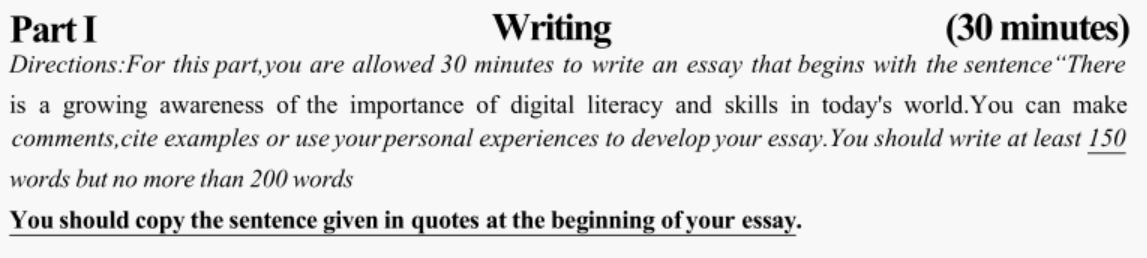 Part I Writing (30 minutes)
Directions:For this part,you are allowed 30 minutes to write an essay that begins with the sentence“There
is a growing awareness of the importance of digital literacy and skills in today's world.You can make
comments,cite examples or use your personal experiences to develop your essay.You should write at least 150
words but no more than 200 words
You should copy the sentence given in quotes at the beginning of your essay.